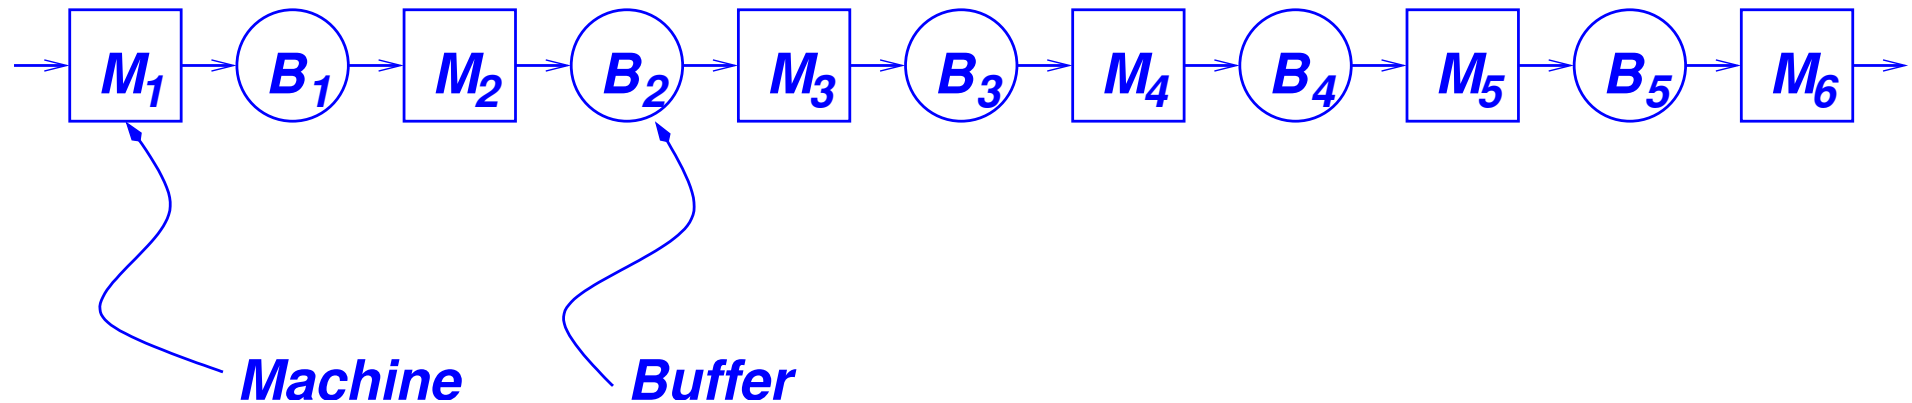 M1 B1 M2 B2 M3 B3 M4 B4 M5 B5 M6
Machine Buffer